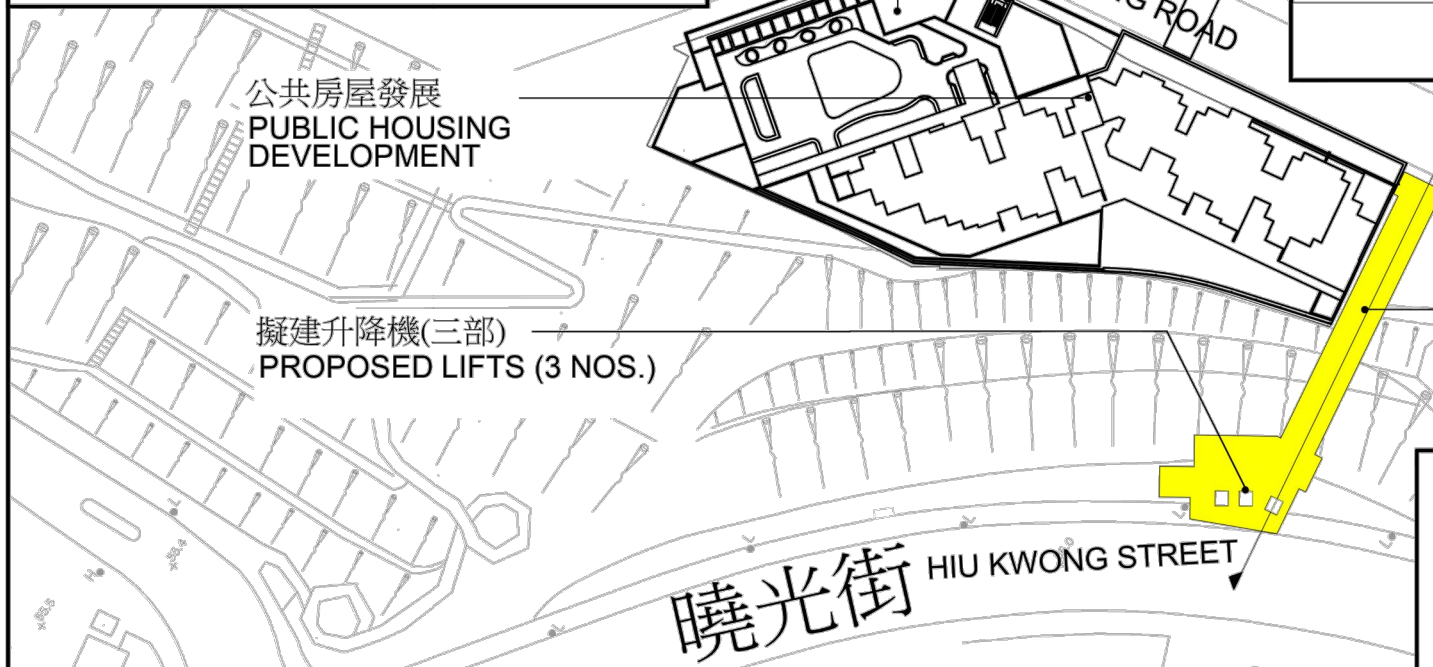 ROAD
公共房屋發展
PUBLIC HOUSING
DEVELOPMENT
擬建升降機(三部)
PROPOSED LIFTS (3 NOS.)
曉光街 HIU KWONG STREET